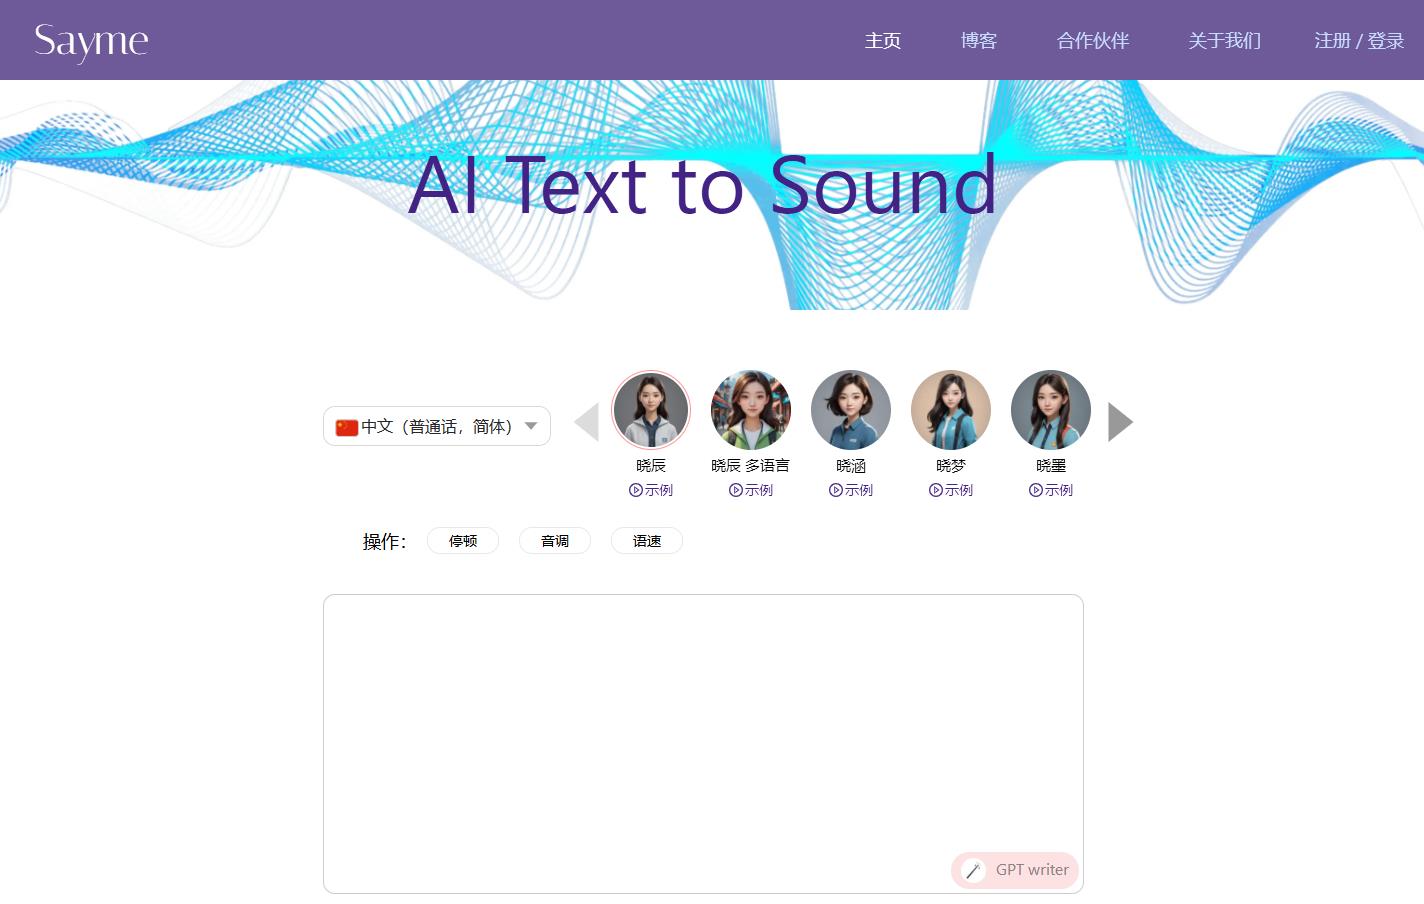 Sayme
主页 博客 合作伙伴 关于我们 注册 / 登录
AI Text to Sound
中文（普通话，简体）
晓辰 晓辰 多语言 晓涵 晓梦 晓墨
示例 示例 示例 示例 示例
操作： 停顿 音调 语速
GPT writer